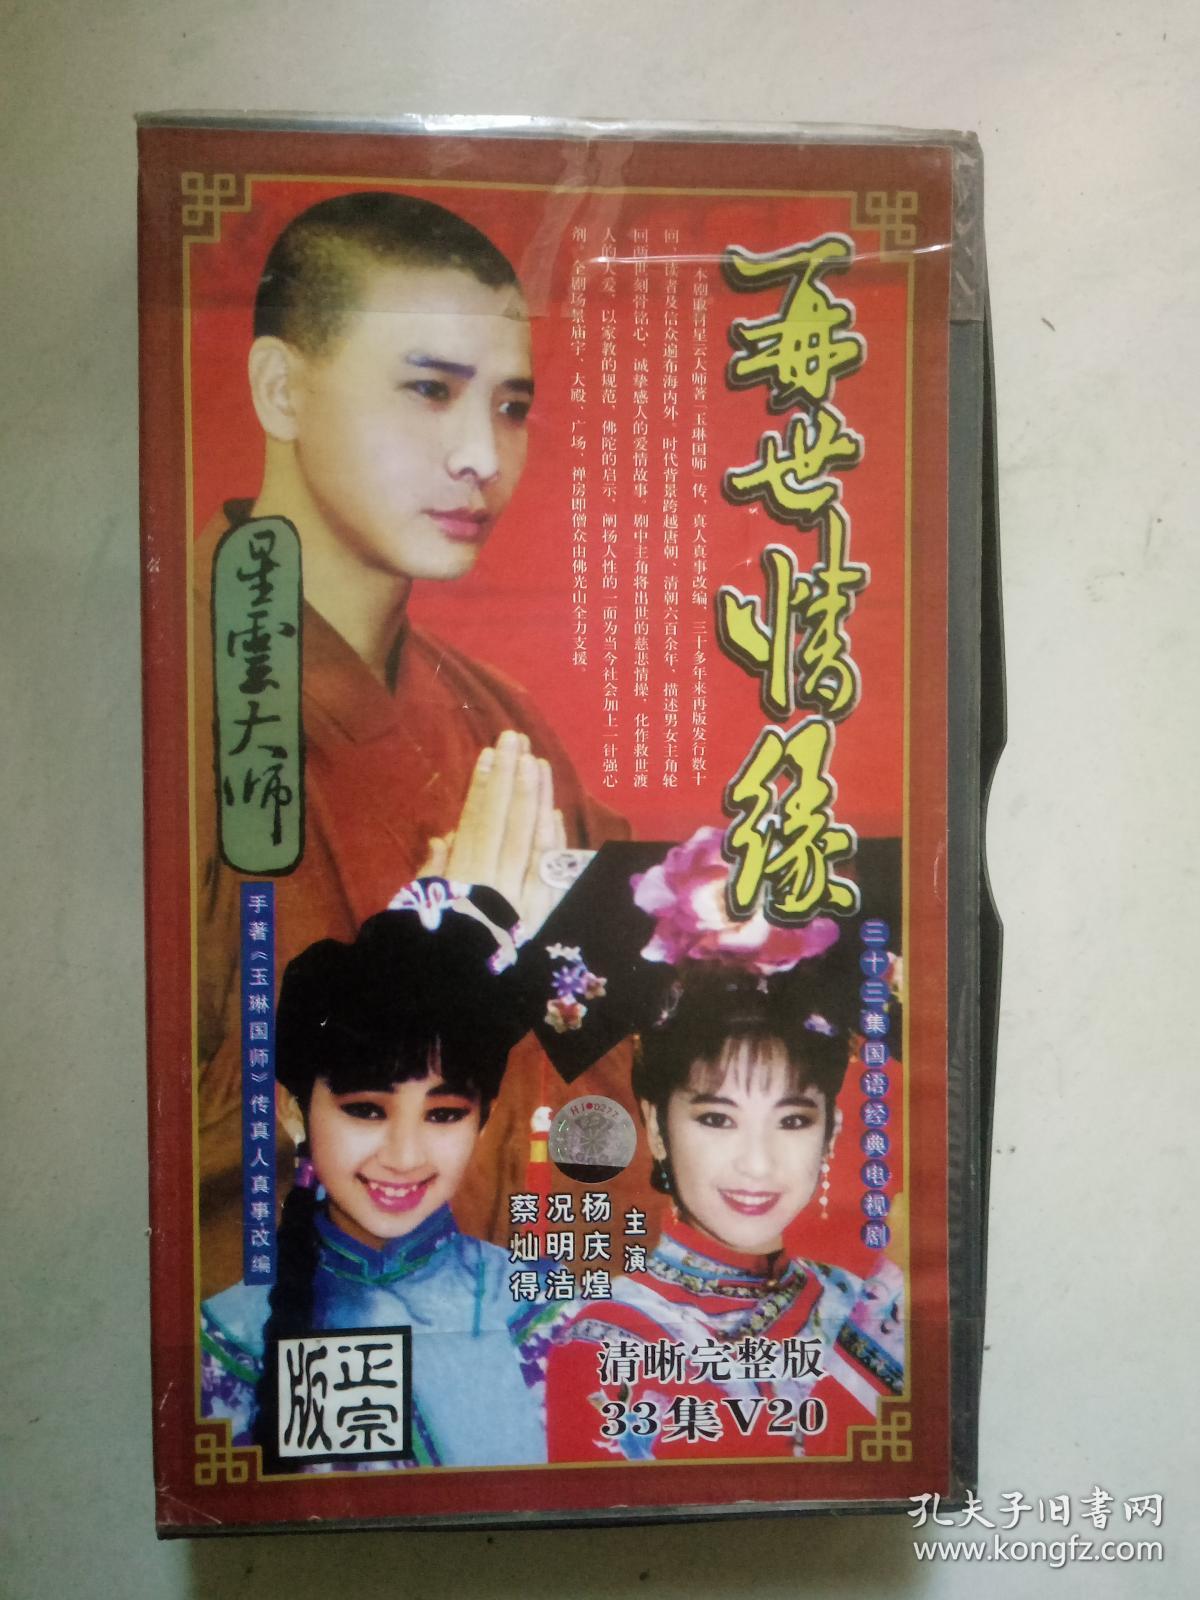 再世情缘
三十三集国语经典电视剧
本剧取材星云大师著「玉琳国师」传，真人真事改编，三十多年来再版发行数十
回，读者及信众遍布海内外。时代背景跨越唐朝、清朝六百余年，描述男女主角轮
回两世刻骨铭心、诚挚感人的爱情故事。剧中主角将出世的慈悲情操，化作救世渡
人的大爱，以家教的规范，佛陀的启示，阐扬人性的一面为当今社会加上一针强心
剂。全剧场景庙宇、大殿、广场、禅房即僧众由佛光山全力支援。
星雲大师
手著《玉琳国师》传真人真事改编
主演
杨庆煌
况明洁
蔡灿得
HJ 0277
正宗
版
清晰完整版
33集V20
孔夫子旧书网
www.kongfz.com